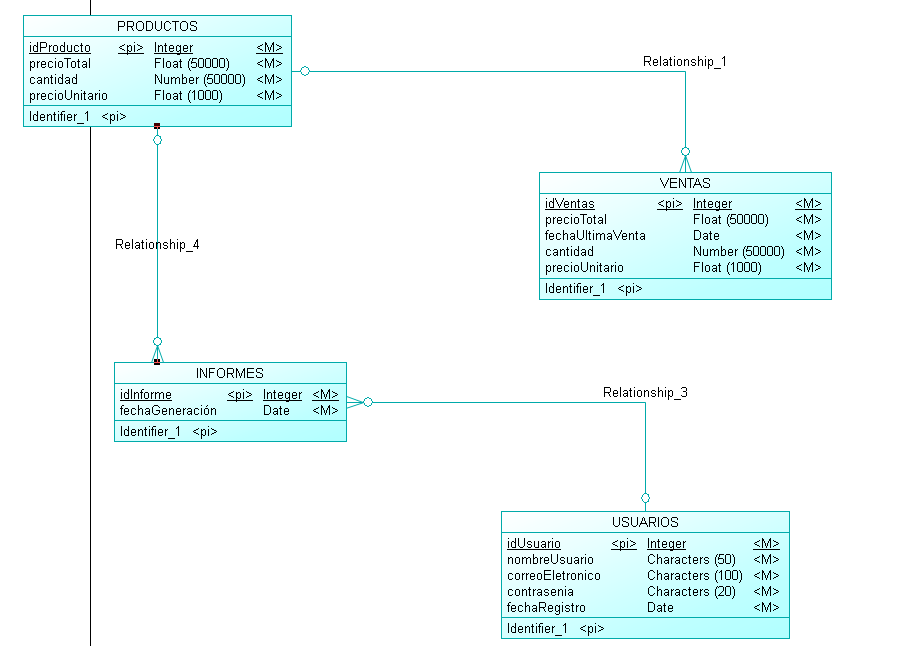 PRODUCTOS
idProducto <pi> Integer <M>
precioTotal Float (50000) <M>
cantidad Number (50000) <M>
precioUnitario Float (1000) <M>
Identifier_1 <pi>
Relationship_1
VENTAS
idVentas <pi> Integer <M>
precioTotal Float (50000) <M>
fechaUltimaVenta Date <M>
cantidad Number (50000) <M>
precioUnitario Float (1000) <M>
Identifier_1 <pi>
Relationship_4
INFORMES
idInforme <pi> Integer <M>
fechaGeneración Date <M>
Identifier_1 <pi>
Relationship_3
USUARIOS
idUsuario <pi> Integer <M>
nombreUsuario Characters (50) <M>
correoEletronico Characters (100) <M>
contrasenia Characters (20) <M>
fechaRegistro Date <M>
Identifier_1 <pi>